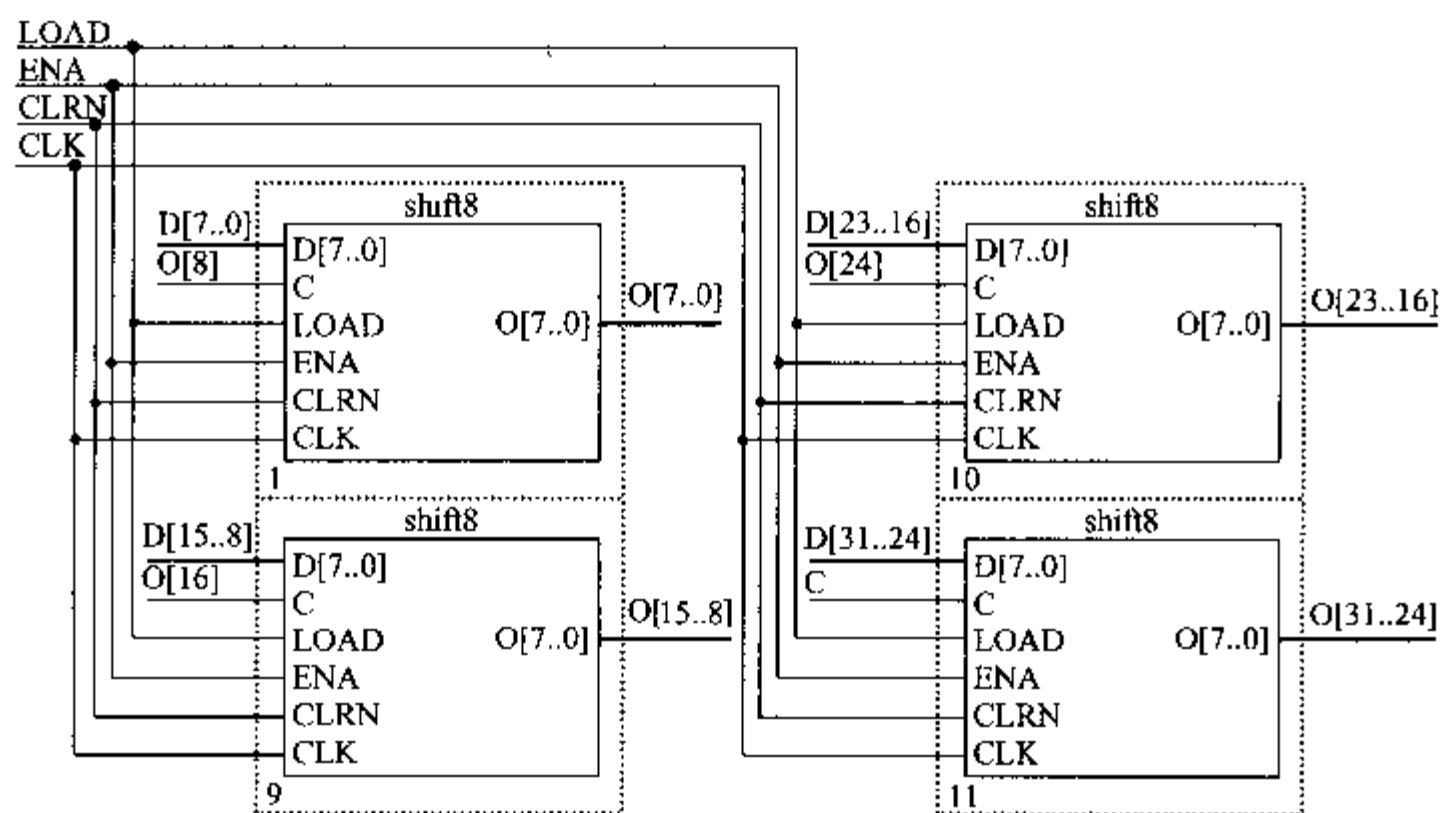 LOAD
ENA
CLRN
CLK
shift8
D[7..0]
O[8]
D[7..0]
C
LOAD
ENA
CLRN
CLK
O[7..0]
O[7..0]
1
shift8
D[23..16]
O[24]
D[7..0]
C
LOAD
ENA
CLRN
CLK
O[7..0]
O[23..16]
10
shift8
D[15..8]
O[16]
D[7..0]
C
LOAD
ENA
CLRN
CLK
O[7..0]
O[15..8]
9
shift8
D[31..24]
C
D[7..0]
C
LOAD
ENA
CLRN
CLK
O[7..0]
O[31..24]
11